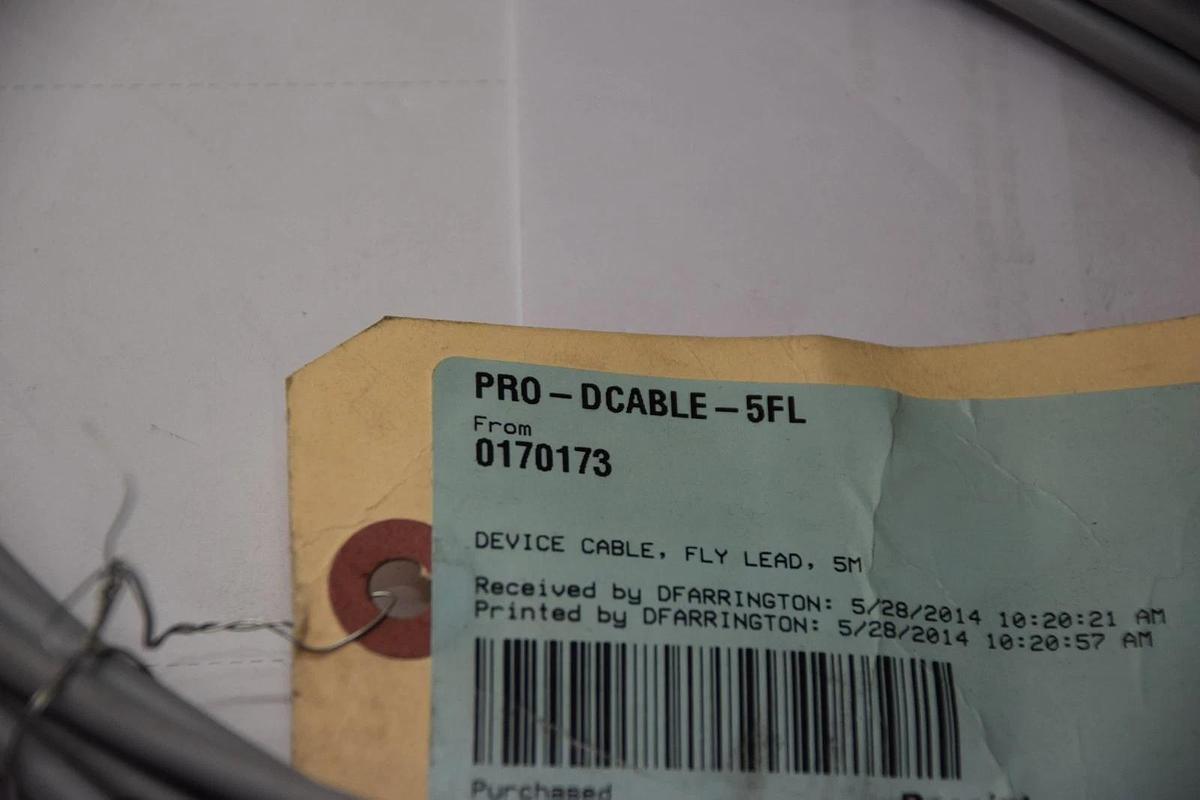 PRO-DCABLE-5FL
From
0170173
DEVICE CABLE, FLY LEAD, 5M
Received by DFARRINGTON: 5/28/2014 10:20:21 AM
Printed by DFARRINGTON: 5/28/2014 10:20:57 AM
Purchased